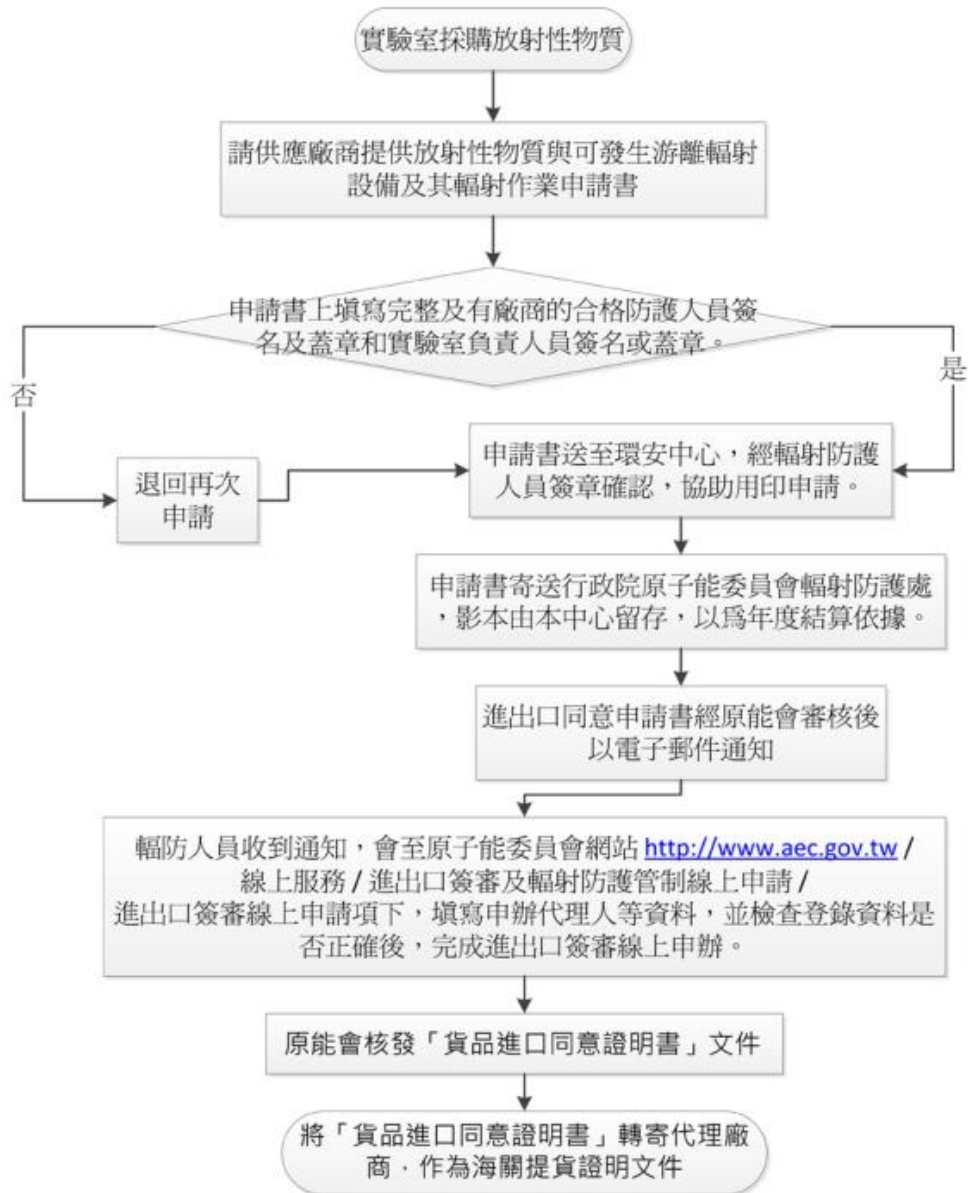 實驗室採購放射性物質
請供應廠商提供放射性物質與可發生游離輻射
設備及其輻射作業申請書
申請書上填寫完整及有廠商的合格防護人員簽
名及蓋章和實驗室負責人員簽名或蓋章。
否
是
退回再次
申請
申請書送至環安中心，經輻射防護
人員簽章確認，協助用印申請。
申請書寄送行政院原子能委員會輻射防護處
，影本由本中心留存，以為年度結算依據。
進出口同意申請書經原能會審核後
以電子郵件通知
輻防人員收到通知，會至原子能委員會網站 http://www.aec.gov.tw /
線上服務 / 進出口簽審及輻射防護管制線上申請 /
進出口簽審線上申請項下，填寫申辦代理人等資料，並檢查登錄資料是
否正確後，完成進出口簽審線上申辦。
原能會核發「貨品進口同意證明書」文件
將「貨品進口同意證明書」轉寄代理廠
商．作為海關提貨證明文件